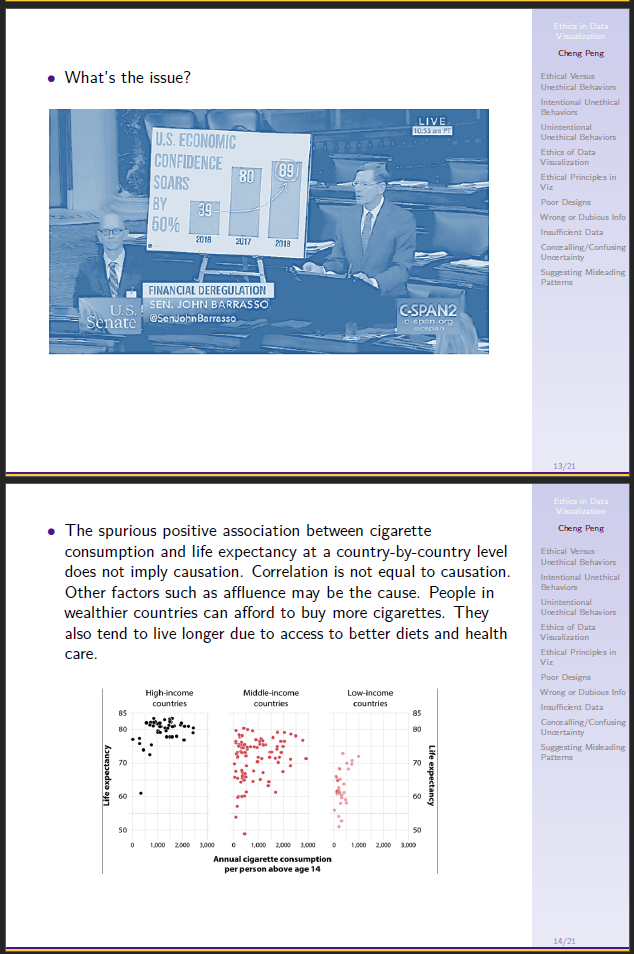 Ethics in Data
Visualization
Cheng Peng
Ethical Versus
Unethical Behaviors
Intentional Unethical
Behaviors
Unintentional
Unethical Behaviors
Ethics of Data
Visualization
Ethical Principles in
Viz
Poor Designs
Wrong or Dubious Info
Insufficient Data
Concealling/Confusing
Uncertainty
Suggesting Misleading
Patterns
• What's the issue?
LIVE
10:53 am PT
U.S. ECONOMIC
CONFIDENCE
SOARS
BY
50%
39
80
89
2016 2017 2018
FINANCIAL DEREGULATION
SEN. JOHN BARRASSO
@SenJohnBarrasso
U.S.
Senate
C-SPAN2
c-span.org
@cspan
13/21
Ethics in Data
Visualization
Cheng Peng
Ethical Versus
Unethical Behaviors
Intentional Unethical
Behaviors
Unintentional
Unethical Behaviors
Ethics of Data
Visualization
Ethical Principles in
Viz
Poor Designs
Wrong or Dubious Info
Insufficient Data
Concealling/Confusing
Uncertainty
Suggesting Misleading
Patterns
• The spurious positive association between cigarette
consumption and life expectancy at a country-by-country level
does not imply causation. Correlation is not equal to causation.
Other factors such as affluence may be the cause. People in
wealthier countries can afford to buy more cigarettes. They
also tend to live longer due to access to better diets and health
care.
High-income
countries
Middle-income
countries
Low-income
countries
85
80
70
60
50
Life expectancy
85
80
70
60
50
Life expectancy
0 1,000 2,000 3,000
0 1,000 2,000 3,000
0 1,000 2,000 3,000
Annual cigarette consumption
per person above age 14
14/21